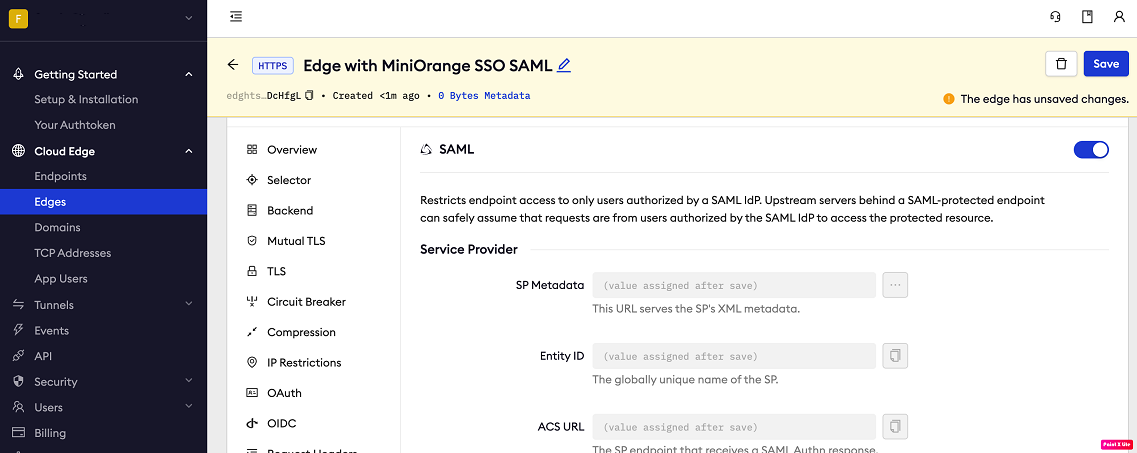 F
HTTPS
Edge with MiniOrange SSO SAML
Save
edghts_…DcHfgL • Created <1m ago • 0 Bytes Metadata
The edge has unsaved changes.
Getting Started
Setup & Installation
Your Authtoken
Cloud Edge
Endpoints
Edges
Domains
TCP Addresses
App Users
Tunnels
Events
API
Security
Users
Billing
Overview
Selector
Backend
Mutual TLS
TLS
Circuit Breaker
Compression
IP Restrictions
OAuth
OIDC
Request Headers
SAML
Restricts endpoint access to only users authorized by a SAML IdP. Upstream servers behind a SAML-protected endpoint
can safely assume that requests are from users authorized by the SAML IdP to access the protected resource.
Service Provider
SP Metadata
(value assigned after save)
This URL serves the SP's XML metadata.
Entity ID
(value assigned after save)
The globally unique name of the SP.
ACS URL
(value assigned after save)
The SP endpoint that receives a SAML Authn response.